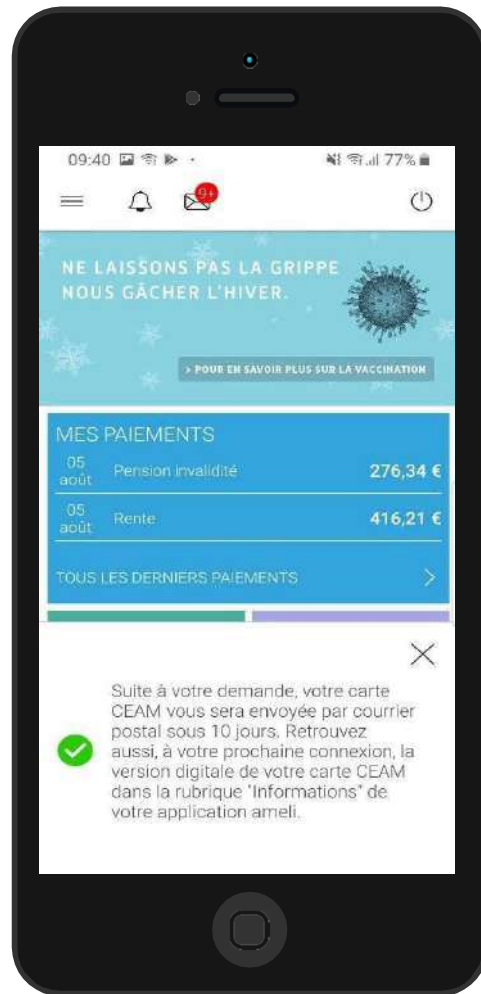 09:40
77%
9+
NE LAISSONS PAS LA GRIPPE
NOUS GÂCHER L'HIVER.
> POUR EN SAVOIR PLUS SUR LA VACCINATION
MES PAIEMENTS
05 août Pension invalidité 276,34 €
05 août Rente 416,21 €
TOUS LES DERNIERS PAIEMENTS
Suite à votre demande, votre carte
CEAM vous sera envoyée par courrier
postal sous 10 jours. Retrouvez
aussi, à votre prochaine connexion, la
version digitale de votre carte CEAM
dans la rubrique "Informations" de
votre application ameli.